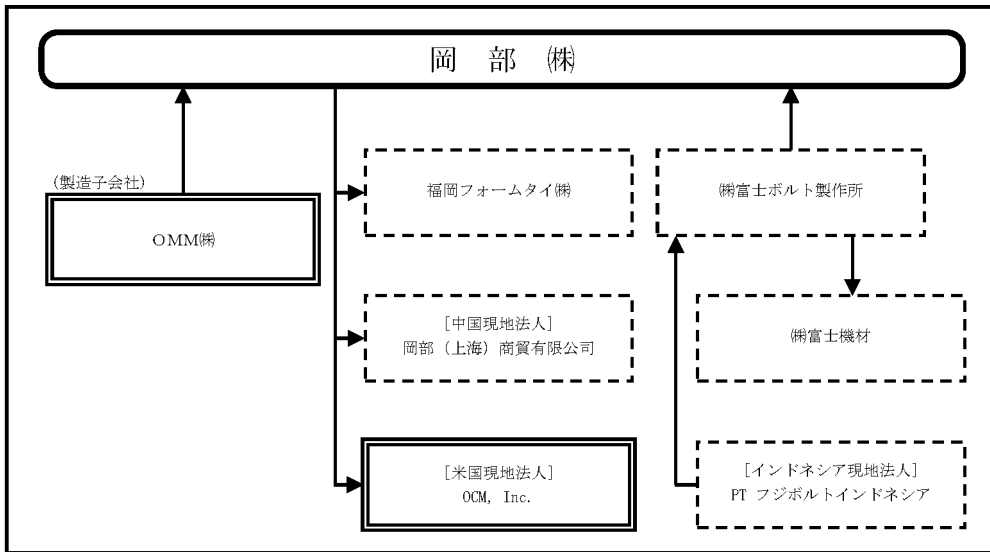 岡 部 ㈱
(製造子会社)
OMM㈱
福岡フォームタイ㈱
㈱富士ボルト製作所
[中国現地法人]
岡部（上海）商貿有限公司
㈱富士機材
[米国現地法人]
OCM, Inc.
[インドネシア現地法人]
PT フジボルトインドネシア